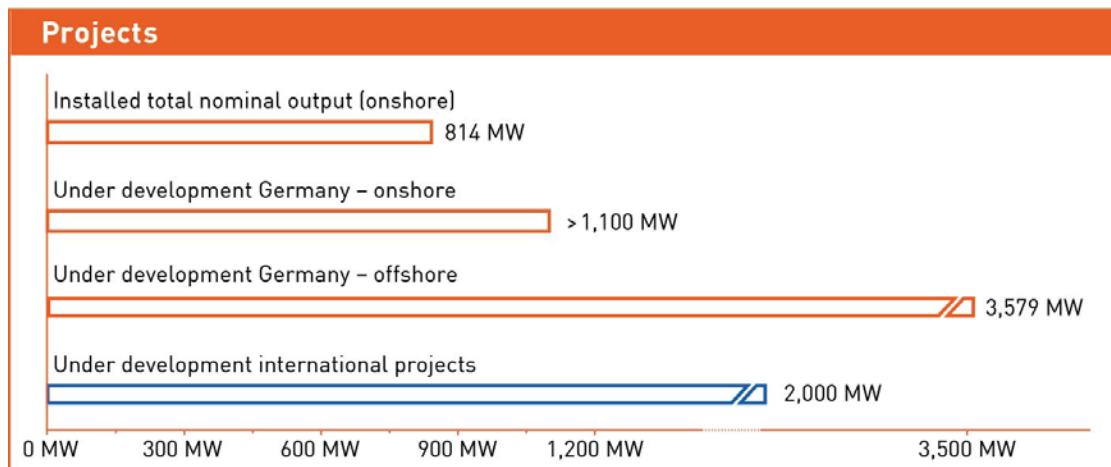 Projects
Installed total nominal output (onshore)
814 MW
Under development Germany – onshore
> 1,100 MW
Under development Germany – offshore
3,579 MW
Under development international projects
2,000 MW
0 MW 300 MW 600 MW 900 MW 1,200 MW 3,500 MW